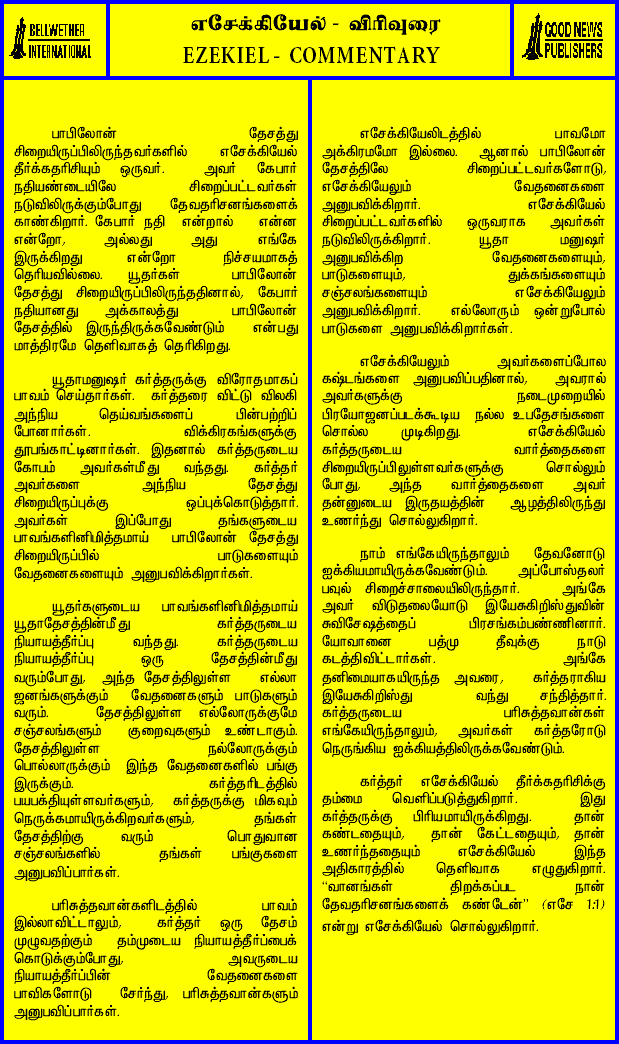 BELLWETHER
INTERNATIONAL
எசேக்கியேல் - விரிவுரை
EZEKIEL - COMMENTARY
GOOD NEWS
PUBLISHERS
பாபிலோன் தேசத்து
சிறையிருப்பிலிருந்தவர்களில் எசேக்கியேல்
தீர்க்கதரிசியும் ஒருவர். அவர் கேபார்
நதியண்டையிலே சிறைப்பட்டவர்கள்
நடுவிலிருக்கும்போது தேவதரிசனங்களைக்
காண்கிறார். கேபார் நதி என்றால் என்ன
என்றோ, அல்லது அது எங்கே
இருக்கிறது என்றோ நிச்சயமாகத்
தெரியவில்லை. யூதர்கள் பாபிலோன்
தேசத்து சிறையிருப்பிலிருந்ததினால், கேபார்
நதியானது அக்காலத்து பாபிலோன்
தேசத்தில் இருந்திருக்கவேண்டும் என்பது
மாத்திரமே தெளிவாகத் தெரிகிறது.
யூதாமனுஷர் கர்த்தருக்கு விரோதமாகப்
பாவம் செய்தார்கள். கர்த்தரை விட்டு விலகி
அந்நிய தெய்வங்களைப் பின்பற்றிப்
போனார்கள். விக்கிரகங்களுக்கு
தூபங்காட்டினார்கள். இதனால் கர்த்தருடைய
கோபம் அவர்கள்மீது வந்தது. கர்த்தர்
அவர்களை அந்நிய தேசத்து
சிறையிருப்புக்கு ஒப்புக்கொடுத்தார்.
அவர்கள் இப்போது தங்களுடைய
பாவங்களினிமித்தமாய் பாபிலோன் தேசத்து
சிறையிருப்பில் பாடுகளையும்
வேதனைகளையும் அனுபவிக்கிறார்கள்.
யூதர்களுடைய பாவங்களினிமித்தமாய்
யூதாதேசத்தின்மீது கர்த்தருடைய
நியாயத்தீர்ப்பு வந்தது. கர்த்தருடைய
நியாயத்தீர்ப்பு ஒரு தேசத்தின்மீது
வரும்போது, அந்த தேசத்திலுள்ள எல்லா
ஜனங்களுக்கும் வேதனைகளும் பாடுகளும்
வரும். தேசத்திலுள்ள எல்லோருக்குமே
சஞ்சலங்களும் குறைவுகளும் உண்டாகும்.
தேசத்திலுள்ள நல்லோருக்கும்
பொல்லாருக்கும் இந்த வேதனைகளில் பங்கு
இருக்கும். கர்த்தரிடத்தில்
பயபக்தியுள்ளவர்களும், கர்த்தருக்கு மிகவும்
நெருக்கமாயிருக்கிறவர்களும், தங்கள்
தேசத்திற்கு வரும் பொதுவான
சஞ்சலங்களில் தங்கள் பங்குகளை
அனுபவிப்பார்கள்.
பரிசுத்தவான்களிடத்தில் பாவம்
இல்லாவிட்டாலும், கர்த்தர் ஒரு தேசம்
முழுவதற்கும் தம்முடைய நியாயத்தீர்ப்பைக்
கொடுக்கும்போது, அவருடைய
நியாயத்தீர்ப்பின் வேதனைகளை
பாவிகளோடு சேர்ந்து, பரிசுத்தவான்களும்
அனுபவிப்பார்கள்.
எசேக்கியேலிடத்தில் பாவமோ
அக்கிரமமோ இல்லை. ஆனால் பாபிலோன்
தேசத்திலே சிறைப்பட்டவர்களோடு,
எசேக்கியேலும் வேதனைகளை
அனுபவிக்கிறார். எசேக்கியேல்
சிறைப்பட்டவர்களில் ஒருவராக அவர்கள்
நடுவிலிருக்கிறார். யூதா மனுஷர்
அனுபவிக்கிற வேதனைகளையும்,
பாடுகளையும், துக்கங்களையும்
சஞ்சலங்களையும் எசேக்கியேலும்
அனுபவிக்கிறார். எல்லோரும் ஒன்றுபோல்
பாடுகளை அனுபவிக்கிறார்கள்.
எசேக்கியேலும் அவர்களைப்போல
கஷ்டங்களை அனுபவிப்பதினால், அவரால்
அவர்களுக்கு நடைமுறையில்
பிரயோஜனப்படக்கூடிய நல்ல உபதேசங்களை
சொல்ல முடிகிறது. எசேக்கியேல்
கர்த்தருடைய வார்த்தைகளை
சிறையிருப்பிலுள்ளவர்களுக்கு சொல்லும்
போது, அந்த வார்த்தைகளை அவர்
தன்னுடைய இருதயத்தின் ஆழத்திலிருந்து
உணர்ந்து சொல்லுகிறார்.
நாம் எங்கேயிருந்தாலும் தேவனோடு
ஐக்கியமாயிருக்கவேண்டும். அப்போஸ்தலர்
பவுல் சிறைச்சாலையிலிருந்தார். அங்கே
அவர் விடுதலையோடு இயேசுகிறிஸ்துவின்
சுவிசேஷத்தைப் பிரசங்கம்பண்ணினார்.
யோவானை பத்மு தீவுக்கு நாடு
கடத்திவிட்டார்கள். அங்கே
தனிமையாகயிருந்த அவரை, கர்த்தராகிய
இயேசுகிறிஸ்து வந்து சந்தித்தார்.
கர்த்தருடைய பரிசுத்தவான்கள்
எங்கேயிருந்தாலும், அவர்கள் கர்த்தரோடு
நெருங்கிய ஐக்கியத்திலிருக்கவேண்டும்.
கர்த்தர் எசேக்கியேல் தீர்க்கதரிசிக்கு
தம்மை வெளிப்படுத்துகிறார். இது
கர்த்தருக்கு பிரியமாயிருக்கிறது. தான்
கண்டதையும், தான் கேட்டதையும், தான்
உணர்ந்ததையும் எசேக்கியேல் இந்த
அதிகாரத்தில் தெளிவாக எழுதுகிறார்.
"வானங்கள் திறக்கப்பட நான்
தேவதரிசனங்களைக் கண்டேன்" (எசே 1:1)
என்று எசேக்கியேல் சொல்லுகிறார்.